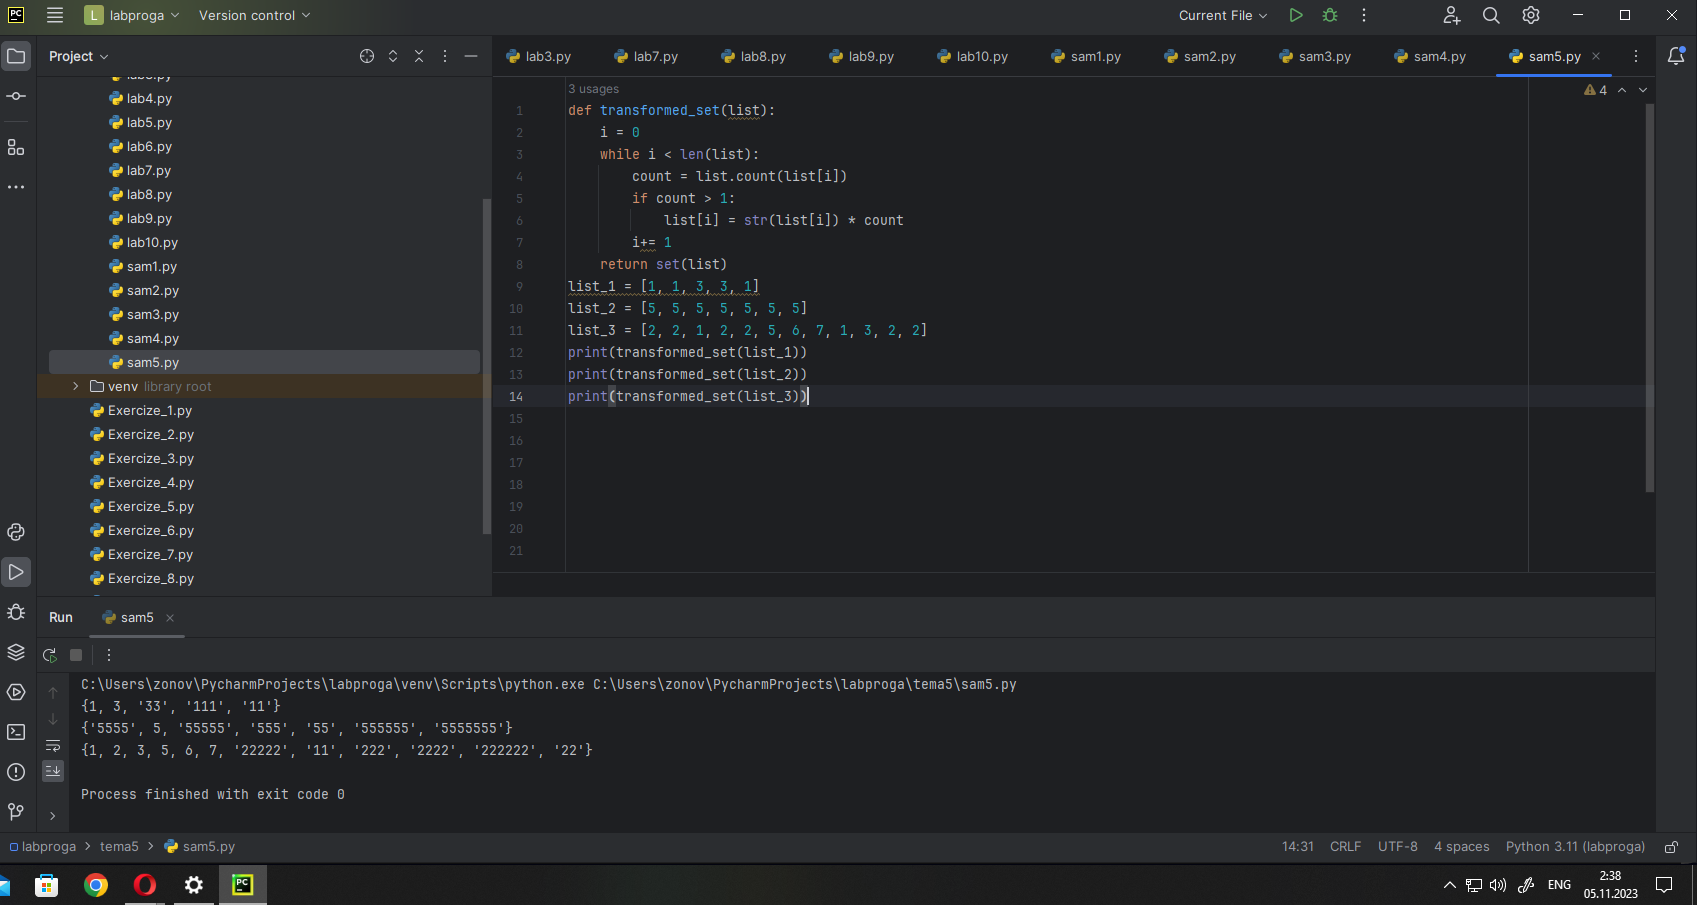 PC
L labproga Version control Current File
Project
lab3.py lab7.py lab8.py lab9.py lab10.py sam1.py sam2.py sam3.py sam4.py sam5.py
lab4.py
lab5.py
lab6.py
lab7.py
lab8.py
lab9.py
lab10.py
sam1.py
sam2.py
sam3.py
sam4.py
sam5.py
venv library root
Exercize_1.py
Exercize_2.py
Exercize_3.py
Exercize_4.py
Exercize_5.py
Exercize_6.py
Exercize_7.py
Exercize_8.py
3 usages
4
1 def transformed_set(list):
2     i = 0
3     while i < len(list):
4         count = list.count(list[i])
5         if count > 1:
6             list[i] = str(list[i]) * count
7         i+= 1
8     return set(list)
9 list_1 = [1, 1, 3, 3, 1]
10 list_2 = [5, 5, 5, 5, 5, 5, 5]
11 list_3 = [2, 2, 1, 2, 2, 5, 6, 7, 1, 3, 2, 2]
12 print(transformed_set(list_1))
13 print(transformed_set(list_2))
14 print(transformed_set(list_3))
15
16
17
18
19
20
21
Run sam5
C:\Users\zonov\PycharmProjects\labproga\venv\Scripts\python.exe C:\Users\zonov\PycharmProjects\labproga\tema5\sam5.py
{1, 3, '33', '111', '11'}
{'5555', 5, '55555', '555', '55', '555555', '5555555'}
{1, 2, 3, 5, 6, 7, '22222', '11', '222', '2222', '222222', '22'}
Process finished with exit code 0
labproga > tema5 > sam5.py 14:31 CRLF UTF-8 4 spaces Python 3.11 (labproga)
PC
ENG
2:38
05.11.2023